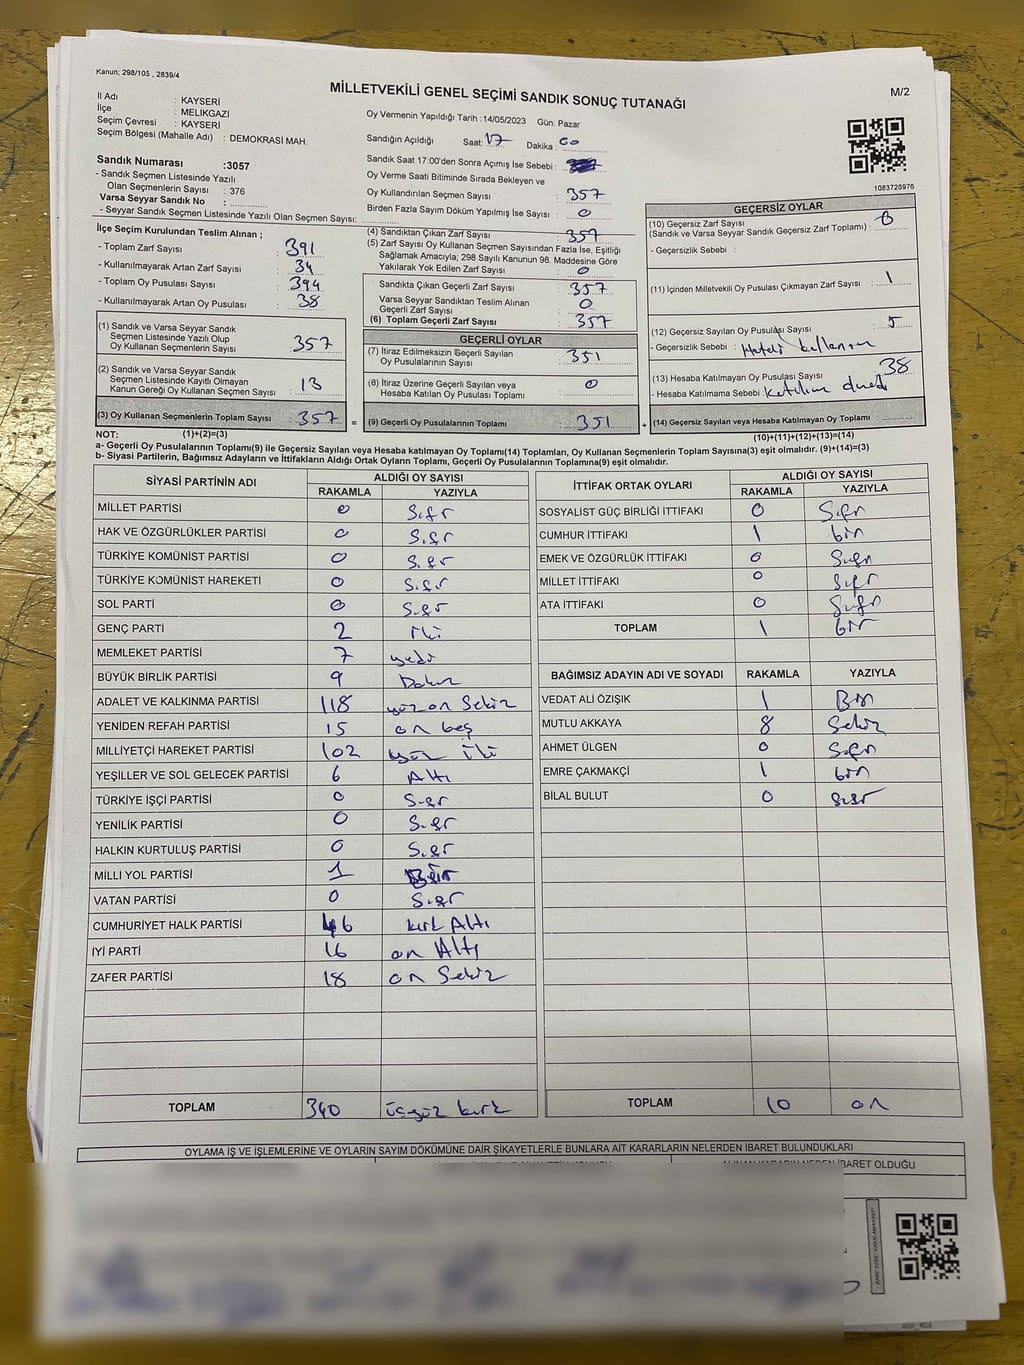 Kanun; 298/105 , 2839/4
MİLLETVEKİLİ GENEL SEÇİMİ SANDIK SONUÇ TUTANAĞI
M/2
İl Adı : KAYSERİ
İlçe : MELIKGAZI
Seçim Çevresi : KAYSERİ
Seçim Bölgesi (Mahalle Adı) : DEMOKRASİ MAH.
Oy Vermenin Yapıldığı Tarih :14/05/2023 Gün: Pazar
Sandığın Açıldığı Saat: 17 Dakika : 00
Sandık Saat 17:00'den Sonra Açımış İse Sebebi :
Oy Verme Saati Bitiminde Sırada Bekleyen ve
Oy Kullandırılan Seçmen Sayısı : 357
Birden Fazla Sayım Döküm Yapılmış İse Sayısı : 0
1083728976
Sandık Numarası :3057
- Sandık Seçmen Listesinde Yazılı
Olan Seçmenlerin Sayısı : 376
Varsa Seyyar Sandık No :
- Seyyar Sandık Seçmen Listesinde Yazılı Olan Seçmen Sayısı:
İlçe Seçim Kurulundan Teslim Alınan ;
- Toplam Zarf Sayısı : 391
- Kullanılmayarak Artan Zarf Sayısı : 34
- Toplam Oy Pusulası Sayısı : 394
- Kullanılmayarak Artan Oy Pusulası : 38
(1) Sandık ve Varsa Seyyar Sandık
Seçmen Listesinde Yazılı Olup
Oy Kullanan Seçmenlerin Sayısı : 357
(2) Sandık ve Varsa Seyyar Sandık
Seçmen Listesinde Kayıtlı Olmayan
Kanun Gereği Oy Kullanan Seçmen Sayısı : 13
(3) Oy Kullanan Seçmenlerin Toplam Sayısı : 357
(1)+(2)=(3)
(4) Sandıktan Çıkan Zarf Sayısı : 357
(5) Zarf Sayısı Oy Kullanan Seçmen Sayısından Fazla İse, Eşitliği
Sağlamak Amacıyla; 298 Sayılı Kanunun 98. Maddesine Göre
Yakılarak Yok Edilen Zarf Sayısı : 0
Sandıkta Çıkan Geçerli Zarf Sayısı : 357
Varsa Seyyar Sandıktan Teslim Alınan
Geçerli Zarf Sayısı : 0
(6) Toplam Geçerli Zarf Sayısı : 357
GEÇERLİ OYLAR
(7) İtiraz Edilmeksizin Geçerli Sayılan
Oy Pusulalarının Sayısı : 351
(8) İtiraz Üzerine Geçerli Sayılan veya
Hesaba Katılan Oy Pusulası Toplamı : 0
= (9) Geçerli Oy Pusulalarının Toplamı : 351
GEÇERSİZ OYLAR
(10) Geçersiz Zarf Sayısı
(Sandık ve Varsa Seyyar Sandık Geçersiz Zarf Toplamı) :
- Geçersizlik Sebebi :
(11) İçinden Milletvekili Oy Pusulası Çıkmayan Zarf Sayısı : 1
(12) Geçersiz Sayılan Oy Pusulası Sayısı : 5
- Geçersizlik Sebebi : Hatalı kullanım
(13) Hesaba Katılmayan Oy Pusulası Sayısı : 38
- Hesaba Katılmama Sebebi :
+ (14) Geçersiz Sayılan veya Hesaba Katılmayan Oy Toplamı :
(10)+(11)+(12)+(13)=(14)
NOT:
a- Geçerli Oy Pusulalarının Toplamı(9) ile Geçersiz Sayılan veya Hesaba katılmayan Oy Toplamı(14) Toplamları, Oy Kullanan Seçmenlerin Toplam Sayısına(3) eşit olmalıdır. (9)+(14)=(3)
b- Siyasi Partilerin, Bağımsız Adayların ve İttifakların Aldığı Ortak Oyların Toplamı, Geçerli Oy Pusulalarının Toplamına(9) eşit olmalıdır.
SİYASİ PARTİNİN ADI ALDIĞI OY SAYISI
RAKAMLA YAZIYLA
MİLLET PARTİSİ 0 Sıfır
HAK VE ÖZGÜRLÜKLER PARTİSİ 0 Sıfır
TÜRKİYE KOMÜNİST PARTİSİ 0 Sıfır
TÜRKİYE KOMÜNİST HAREKETİ 0 Sıfır
SOL PARTİ 0 Sıfır
GENÇ PARTİ 2 iki
MEMLEKET PARTİSİ 7 yedi
BÜYÜK BİRLİK PARTİSİ 9 Dokuz
ADALET VE KALKINMA PARTİSİ 118 yüz on Sekiz
YENİDEN REFAH PARTİSİ 15 on beş
MİLLİYETÇİ HAREKET PARTİSİ 102 yüz iki
YEŞİLLER VE SOL GELECEK PARTİSİ 6 Altı
TÜRKİYE İŞÇİ PARTİSİ 0 Sıfır
YENİLİK PARTİSİ 0 Sıfır
HALKIN KURTULUŞ PARTİSİ 0 Sıfır
MİLLİ YOL PARTİSİ 1 Bir
VATAN PARTİSİ 0 Sıfır
CUMHURİYET HALK PARTİSİ 46 kırk Altı
İYİ PARTİ 16 on Altı
ZAFER PARTİSİ 18 on Sekiz
TOPLAM 340 üçyüz kırk
İTTİFAK ORTAK OYLARI ALDIĞI OY SAYISI
RAKAMLA YAZIYLA
SOSYALİST GÜÇ BİRLİĞİ İTTİFAKI 0 Sıfır
CUMHUR İTTİFAKI 1 bir
EMEK VE ÖZGÜRLÜK İTTİFAKI 0 Sıfır
MİLLET İTTİFAKI 0 Sıfır
ATA İTTİFAKI 0 Sıfır
TOPLAM 1 bir
BAĞIMSIZ ADAYIN ADI VE SOYADI RAKAMLA YAZIYLA
VEDAT ALİ ÖZIŞIK 1 Bir
MUTLU AKKAYA 8 Sekiz
AHMET ÜLGEN 0 Sıfır
EMRE ÇAKMAKÇİ 1 bir
BİLAL BULUT 0 Sıfır
TOPLAM 10 on
OYLAMA İŞ VE İŞLEMLERİNE VE OYLARIN SAYIM DÖKÜMÜNE DAİR ŞİKAYETLERLE BUNLARA AİT KARARLARIN NELERDEN İBARET BULUNDUKLARI